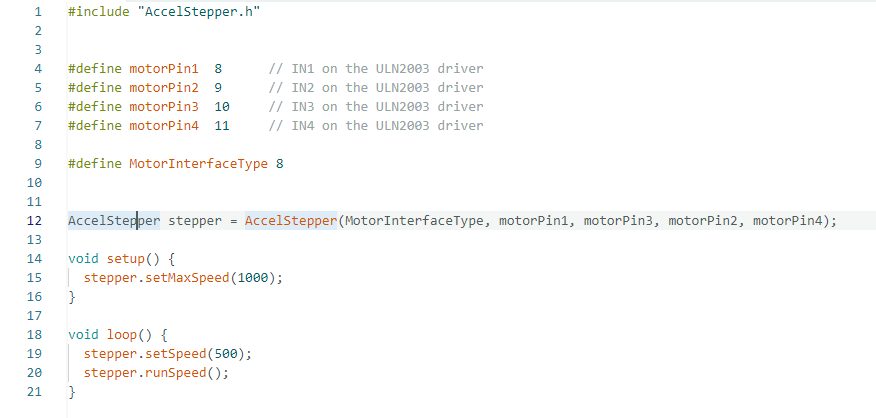 1 #include "AccelStepper.h"
2
3
4 #define motorPin1  8      // IN1 on the ULN2003 driver
5 #define motorPin2  9      // IN2 on the ULN2003 driver
6 #define motorPin3  10     // IN3 on the ULN2003 driver
7 #define motorPin4  11     // IN4 on the ULN2003 driver
8
9 #define MotorInterfaceType 8
10
11
12 AccelStepper stepper = AccelStepper(MotorInterfaceType, motorPin1, motorPin3, motorPin2, motorPin4);
13
14 void setup() {
15   stepper.setMaxSpeed(1000);
16 }
17
18 void loop() {
19   stepper.setSpeed(500);
20   stepper.runSpeed();
21 }